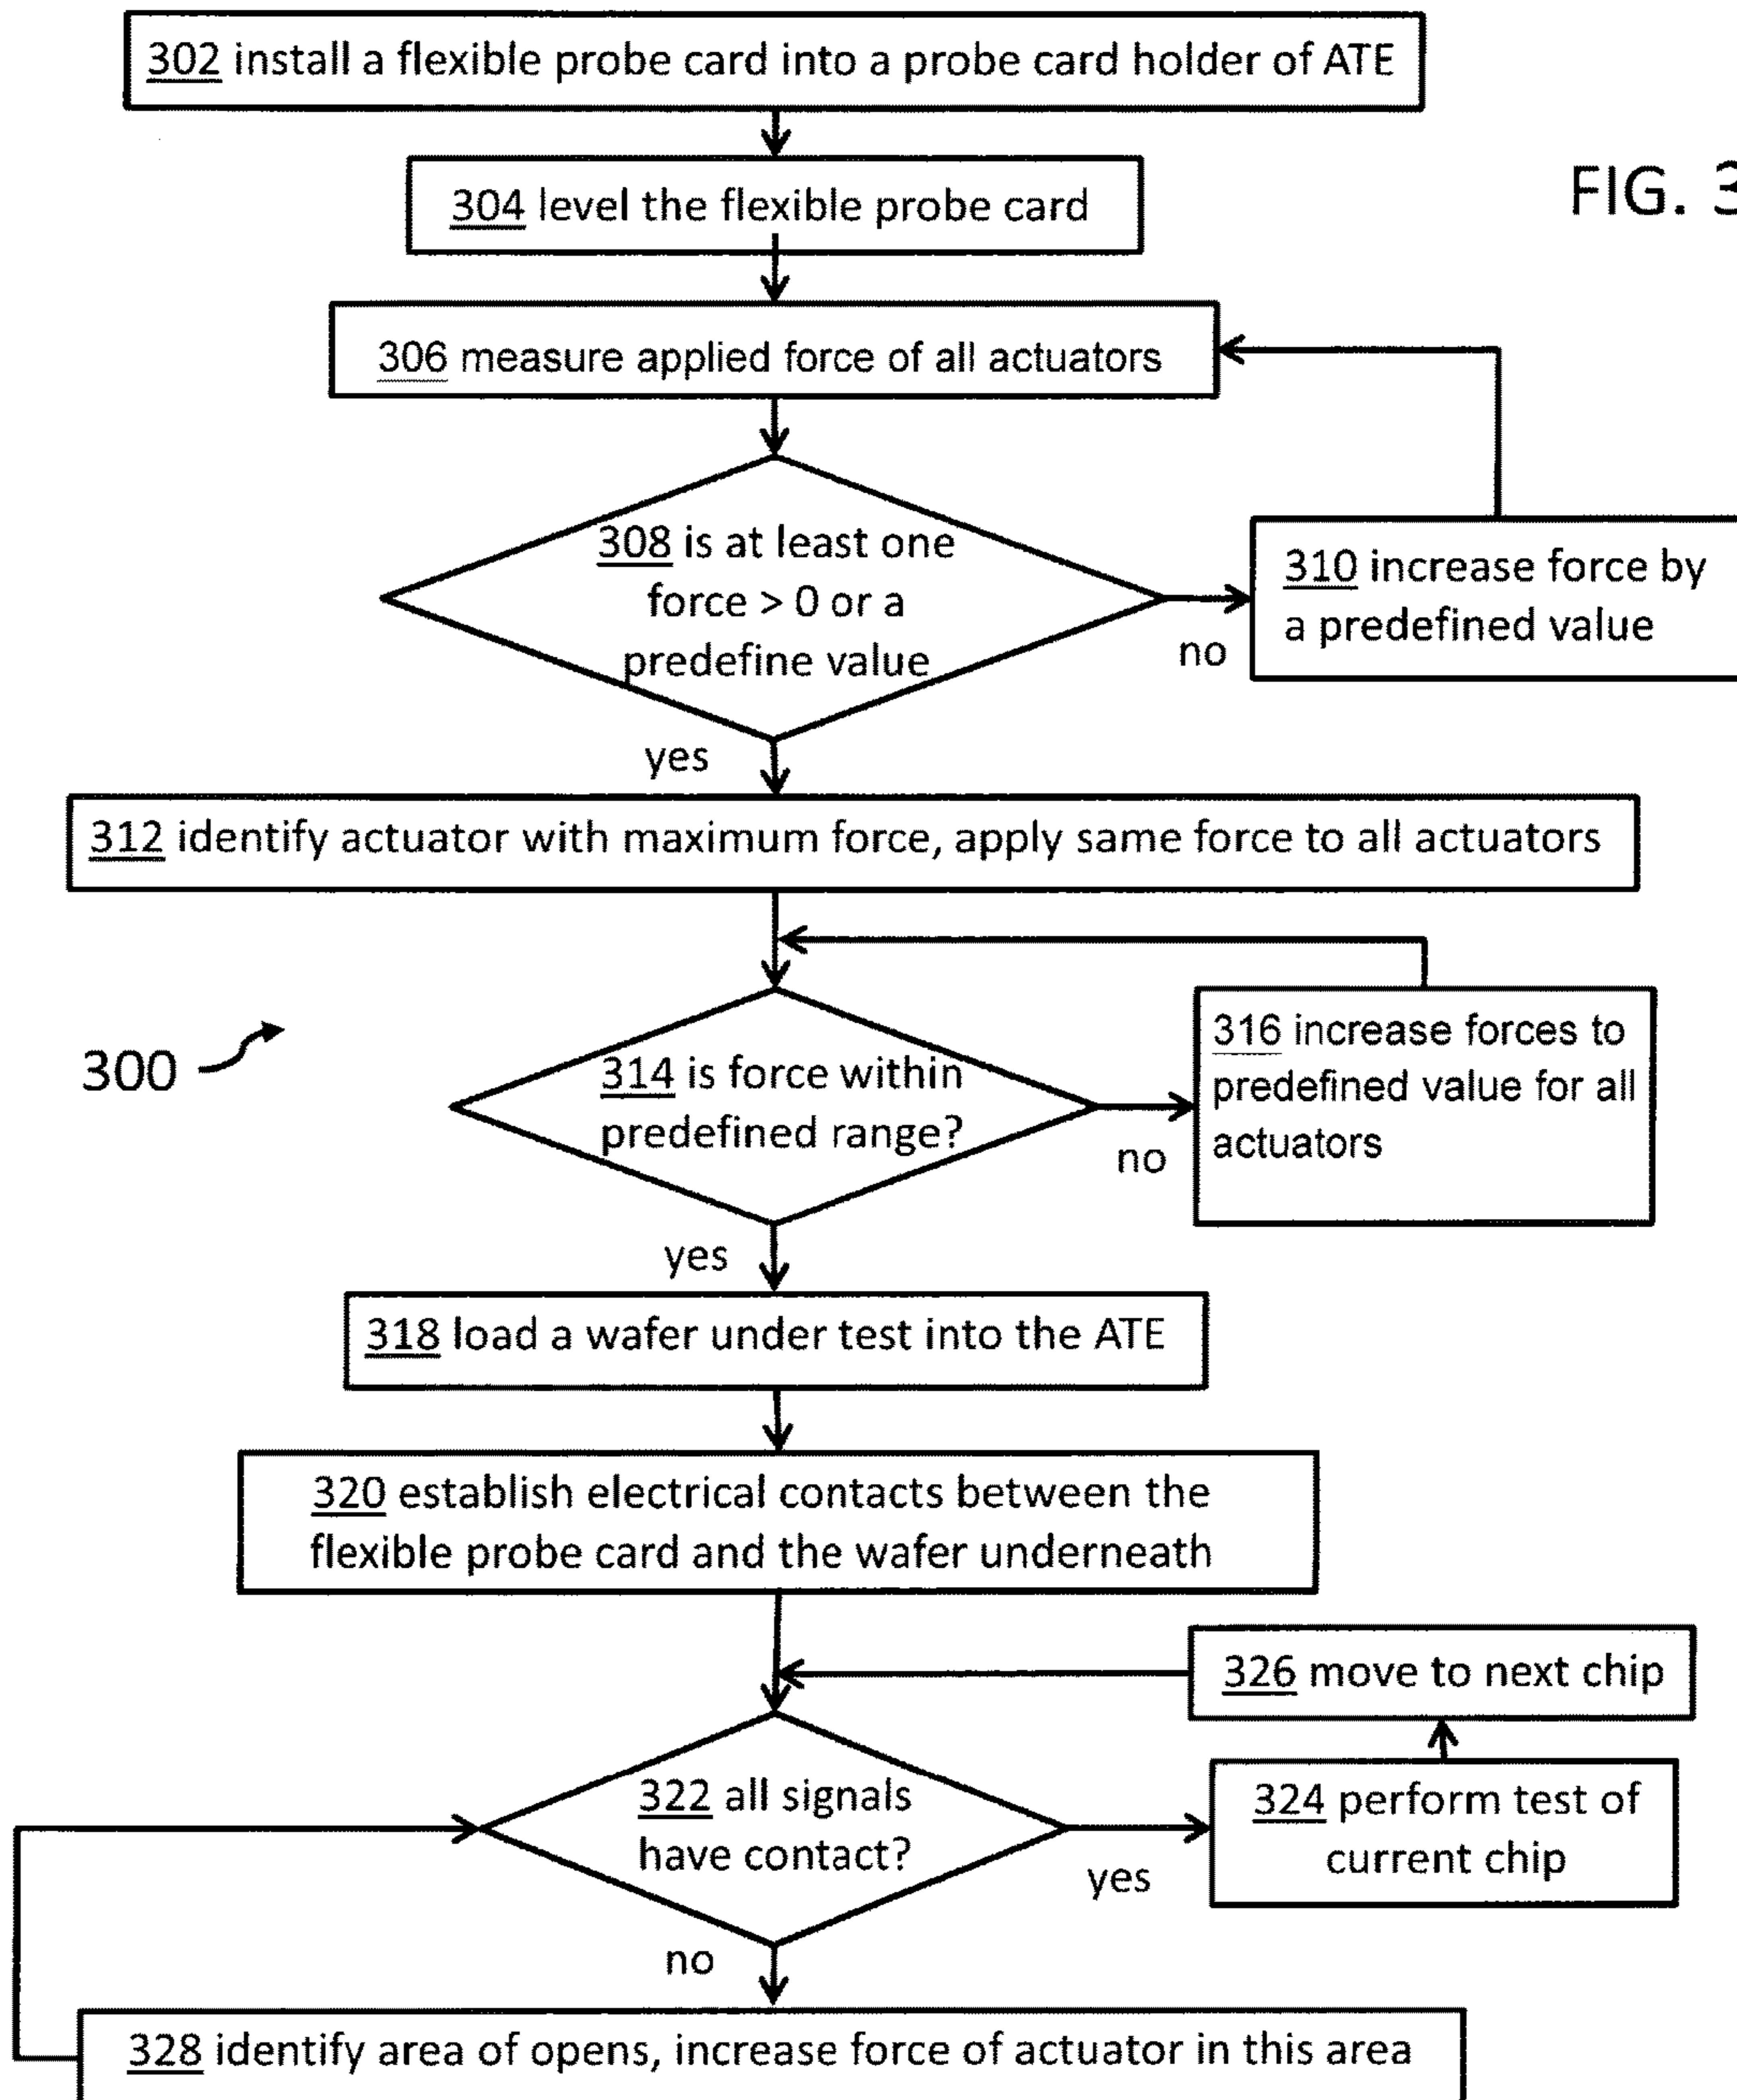 302 install a flexible probe card into a probe card holder of ATE
304 level the flexible probe card
FIG. 3
306 measure applied force of all actuators
308 is at least one
force > 0 or a
predefine value
no
310 increase force by
a predefined value
yes
312 identify actuator with maximum force, apply same force to all actuators
300
314 is force within
predefined range?
no
316 increase forces to
predefined value for all
actuators
yes
318 load a wafer under test into the ATE
320 establish electrical contacts between the
flexible probe card and the wafer underneath
326 move to next chip
322 all signals
have contact?
yes
324 perform test of
current chip
no
328 identify area of opens, increase force of actuator in this area